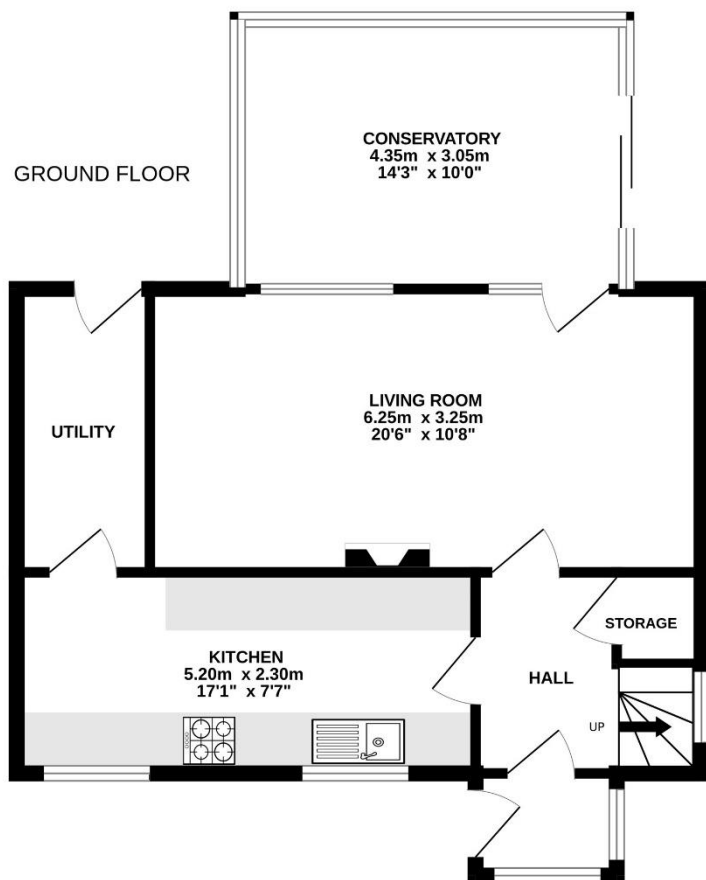 GROUND FLOOR
CONSERVATORY
4.35m x 3.05m
14'3" x 10'0"
UTILITY
LIVING ROOM
6.25m x 3.25m
20'6" x 10'8"
STORAGE
KITCHEN
5.20m x 2.30m
17'1" x 7'7"
HALL
UP